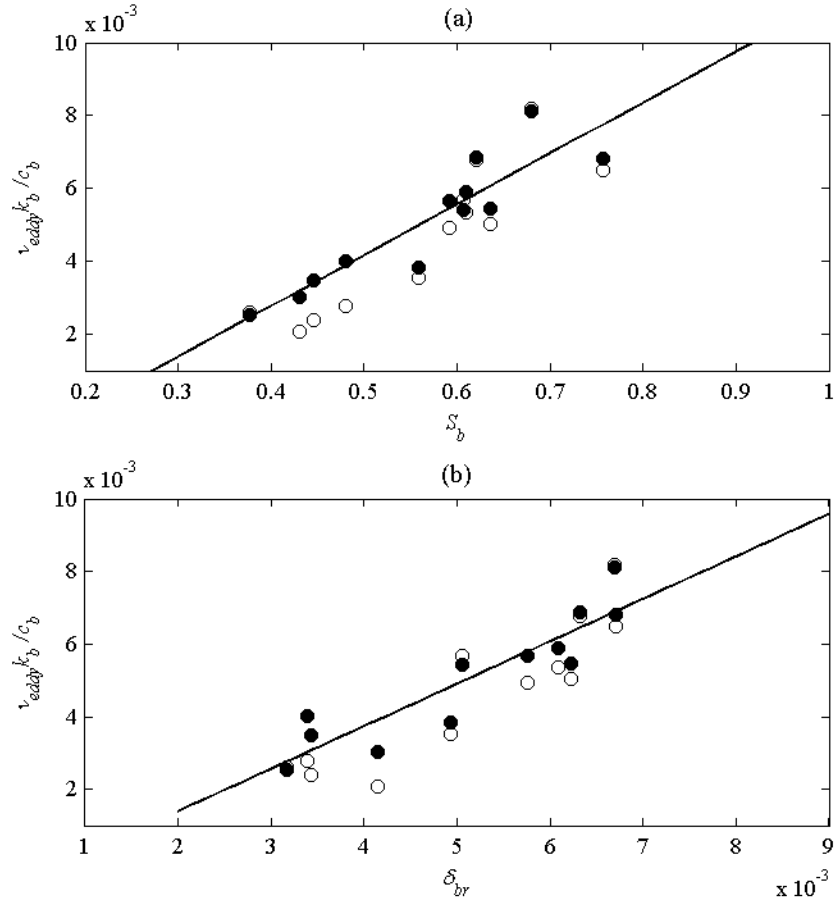 (a)
x 10⁻³
10
8
6
4
2
ν_eddy k_b / c_b
0.2 0.3 0.4 0.5 0.6 0.7 0.8 0.9 1
S_b
(b)
x 10⁻³
10
8
6
4
2
ν_eddy k_b / c_b
1 2 3 4 5 6 7 8 9
δ_br
x 10⁻³